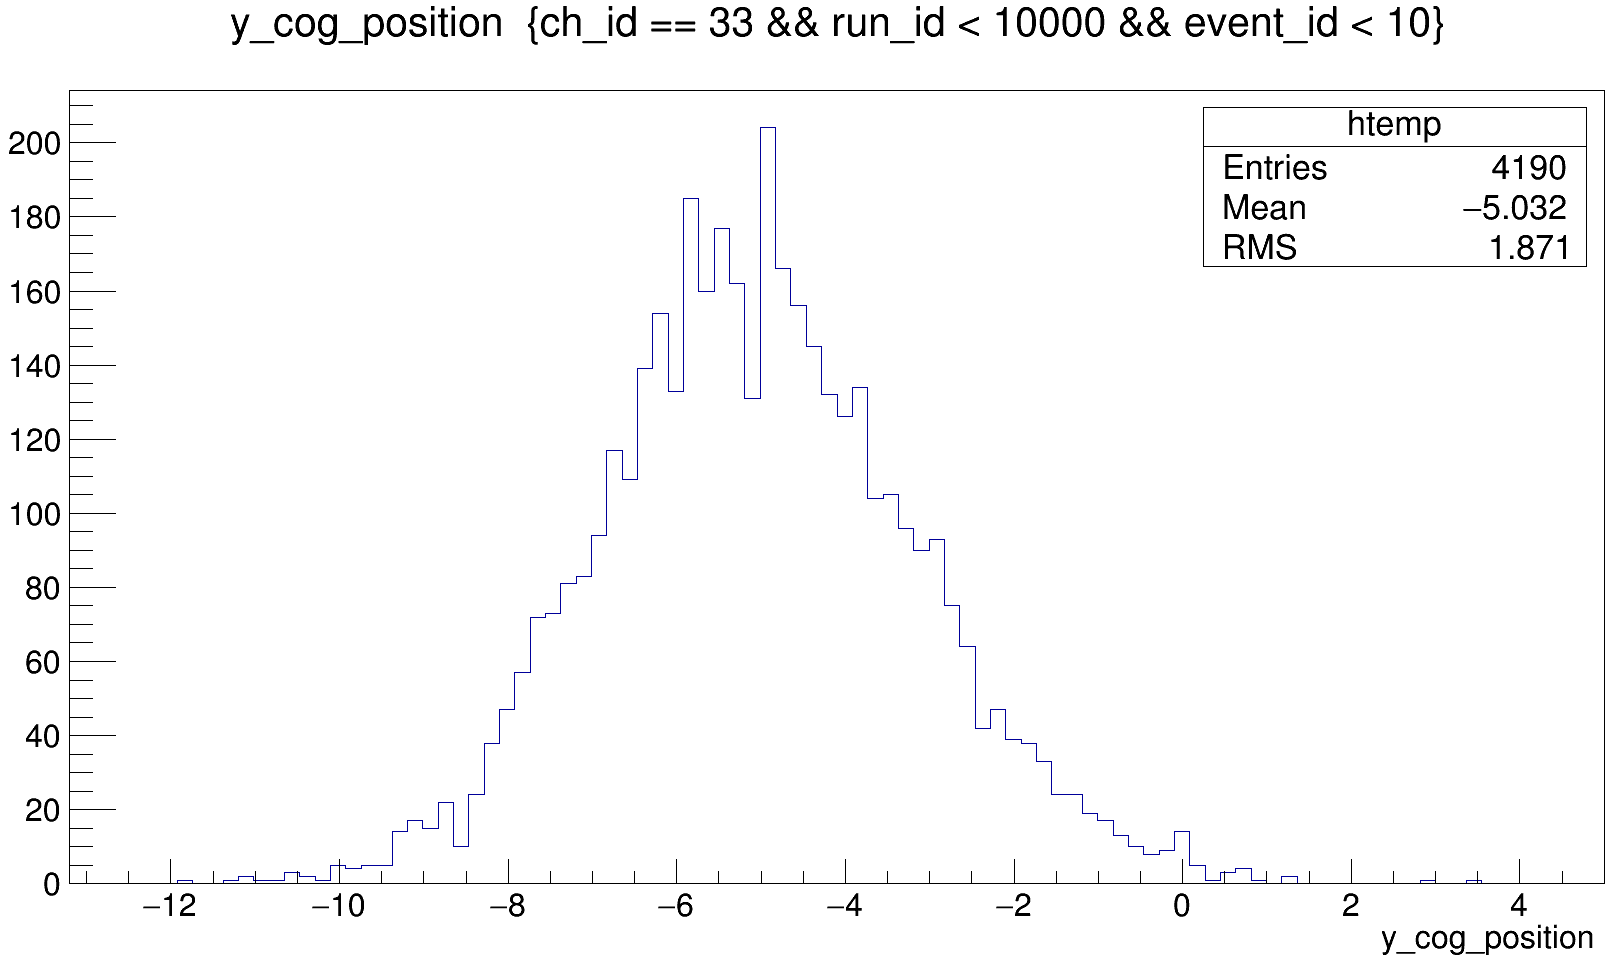 y_cog_position {ch_id == 33 && run_id < 10000 && event_id < 10}
htemp
Entries 4190
Mean −5.032
RMS 1.871
200
180
160
140
120
100
80
60
40
20
0
−12 −10 −8 −6 −4 −2 0 2 4
y_cog_position